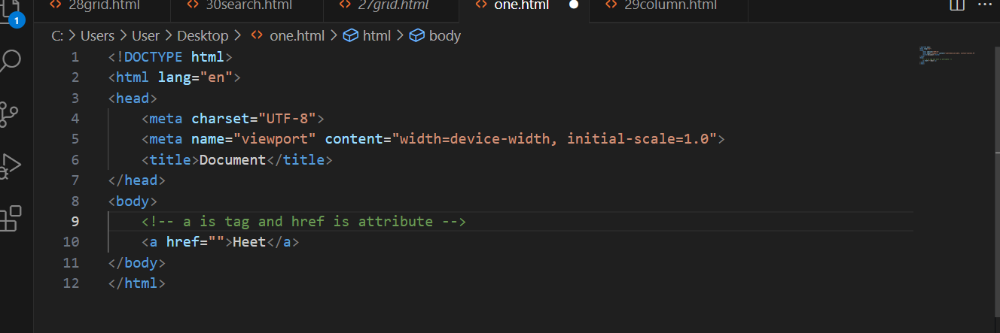 28grid.html 30search.html 27grid.html one.html 29column.html
1
C: > Users > User > Desktop > one.html > html > body
1 <!DOCTYPE html>
2 <html lang="en">
3 <head>
4 <meta charset="UTF-8">
5 <meta name="viewport" content="width=device-width, initial-scale=1.0">
6 <title>Document</title>
7 </head>
8 <body>
9 <!-- a is tag and href is attribute -->
10 <a href="">Heet</a>
11 </body>
12 </html>